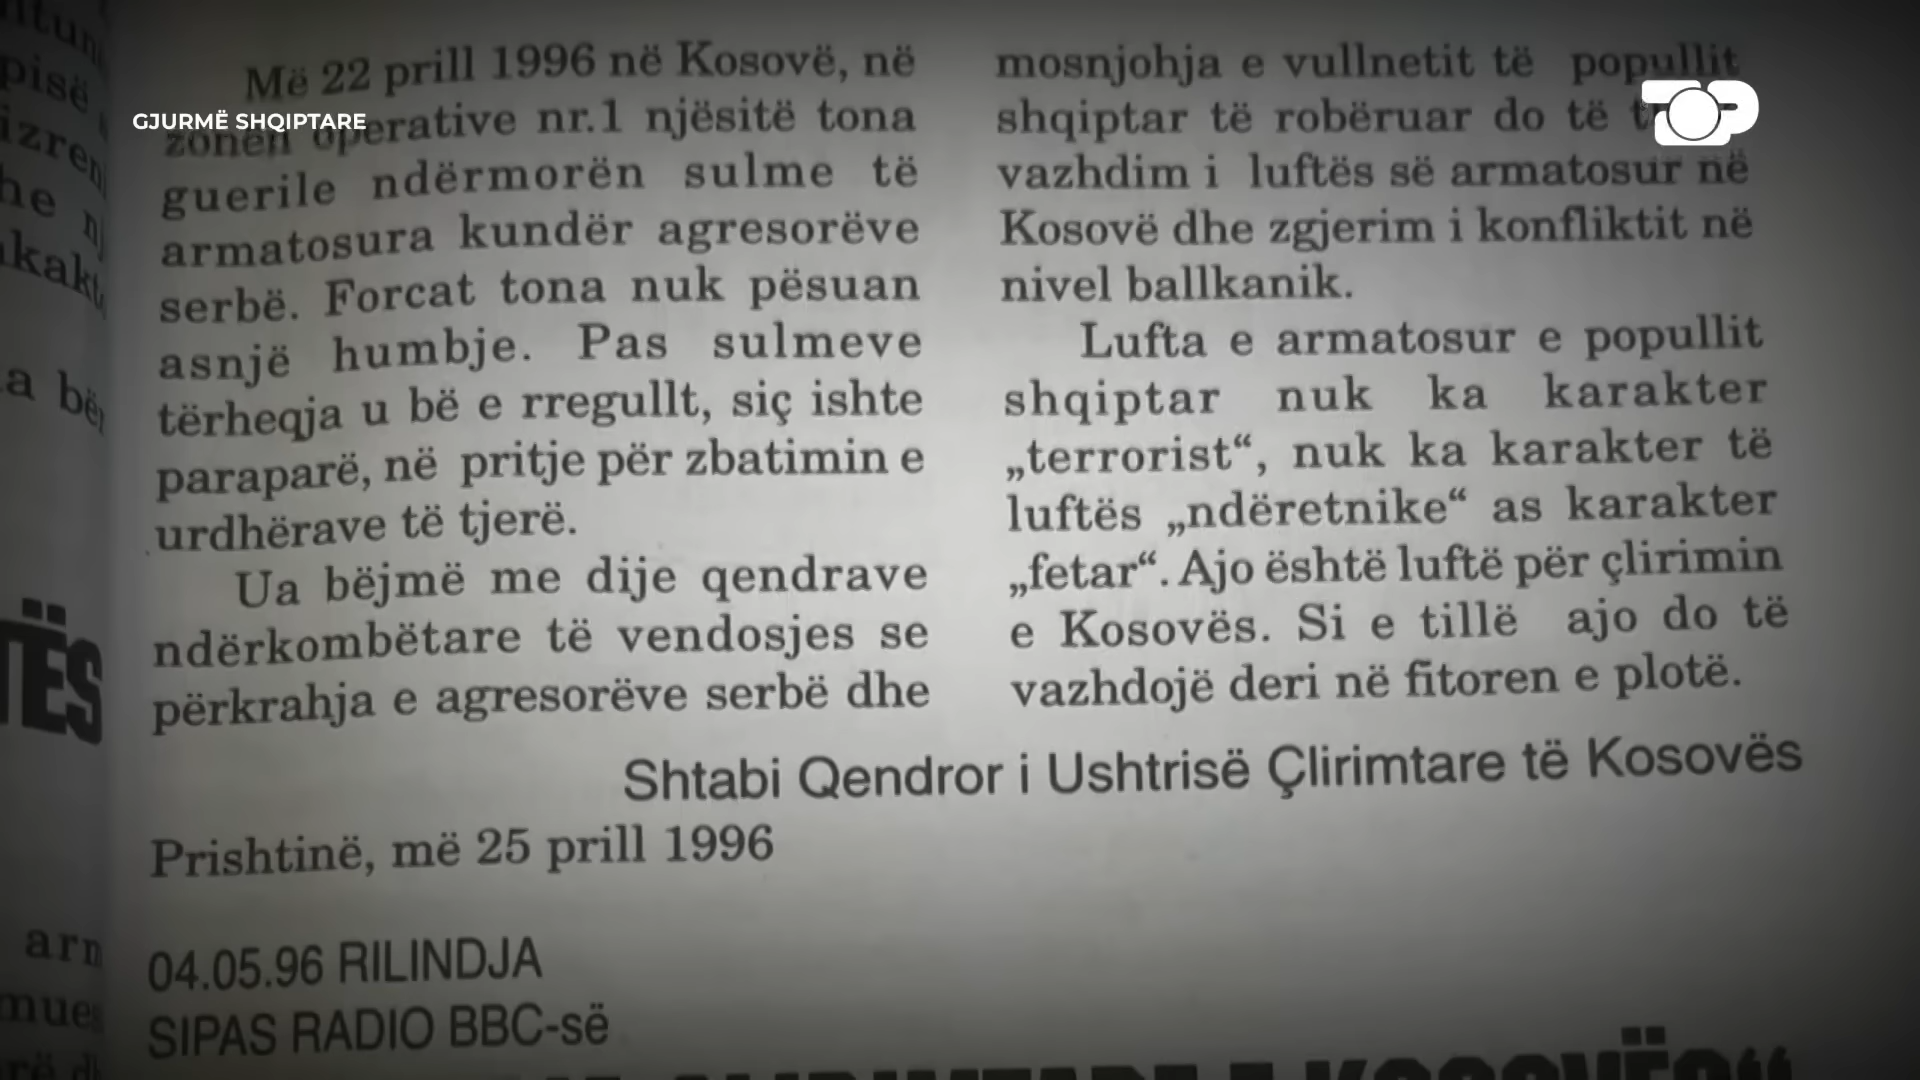 GJURMË SHQIPTARE
TOP
Më 22 prill 1996 në Kosovë, në
zonën operative nr.1 njësitë tona
guerile ndërmorën sulme të
armatosura kundër agresorëve
serbë. Forcat tona nuk pësuan
asnjë humbje. Pas sulmeve
tërheqja u bë e rregullt, siç ishte
paraparë, në pritje për zbatimin e
urdhërave të tjerë.
Ua bëjmë me dije qendrave
ndërkombëtare të vendosjes se
përkrahja e agresorëve serbë dhe
mosnjohja e vullnetit të popullit
shqiptar të robëruar do të
vazhdim i luftës së armatosur në
Kosovë dhe zgjerim i konfliktit në
nivel ballkanik.
Lufta e armatosur e popullit
shqiptar nuk ka karakter
„terrorist“, nuk ka karakter të
luftës „ndëretnike“ as karakter
„fetar“. Ajo është luftë për çlirimin
e Kosovës. Si e tillë ajo do të
vazhdojë deri në fitoren e plotë.
Shtabi Qendror i Ushtrisë Çlirimtare të Kosovës
Prishtinë, më 25 prill 1996
04.05.96 RILINDJA
SIPAS RADIO BBC-së